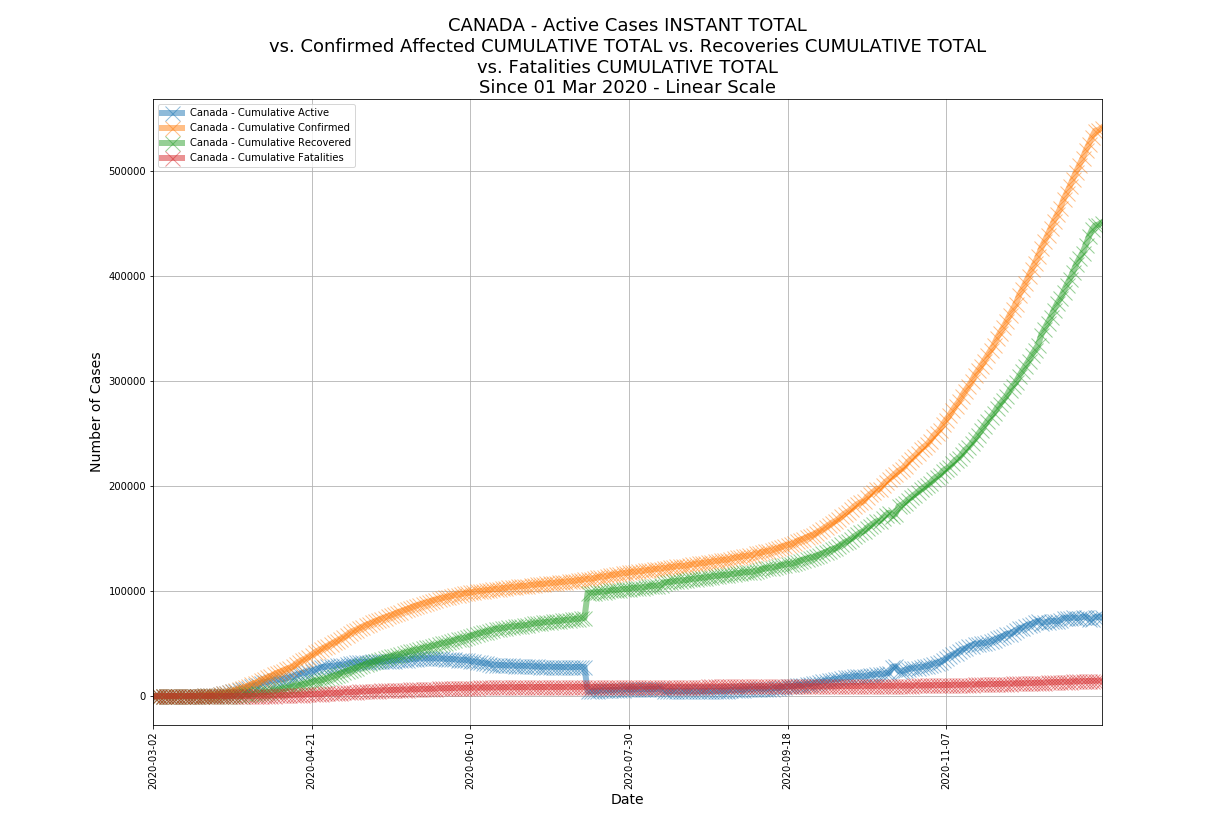 CANADA - Active Cases INSTANT TOTAL
vs. Confirmed Affected CUMULATIVE TOTAL vs. Recoveries CUMULATIVE TOTAL
vs. Fatalities CUMULATIVE TOTAL
Since 01 Mar 2020 - Linear Scale
Canada - Cumulative Active
Canada - Cumulative Confirmed
Canada - Cumulative Recovered
Canada - Cumulative Fatalities
Number of Cases
500000
400000
300000
200000
100000
0
2020-03-02
2020-04-21
2020-06-10
2020-07-30
2020-09-18
2020-11-07
Date